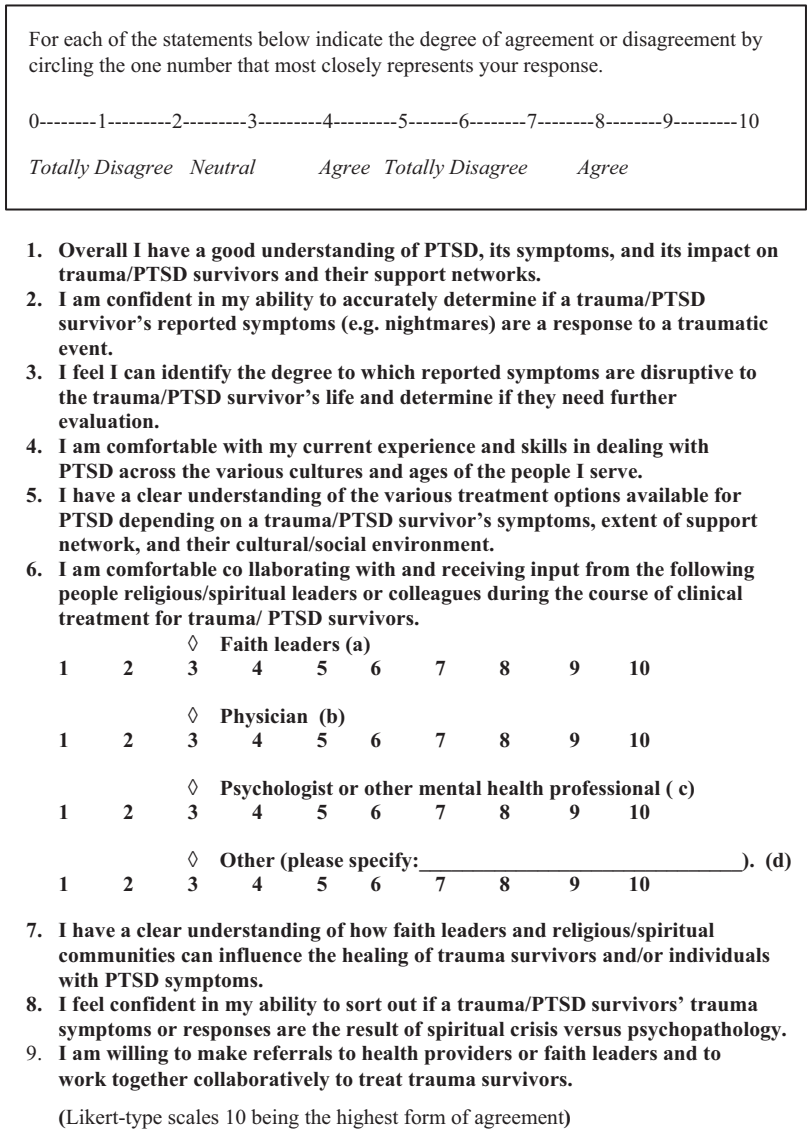 For each of the statements below indicate the degree of agreement or disagreement by
circling the one number that most closely represents your response.
0--------1---------2---------3---------4---------5-------6--------7--------8--------9---------10
Totally Disagree Neutral Agree Totally Disagree Agree
1. Overall I have a good understanding of PTSD, its symptoms, and its impact on
trauma/PTSD survivors and their support networks.
2. I am confident in my ability to accurately determine if a trauma/PTSD
survivor’s reported symptoms (e.g. nightmares) are a response to a traumatic
event.
3. I feel I can identify the degree to which reported symptoms are disruptive to
the trauma/PTSD survivor’s life and determine if they need further
evaluation.
4. I am comfortable with my current experience and skills in dealing with
PTSD across the various cultures and ages of the people I serve.
5. I have a clear understanding of the various treatment options available for
PTSD depending on a trauma/PTSD survivor’s symptoms, extent of support
network, and their cultural/social environment.
6. I am comfortable co llaborating with and receiving input from the following
people religious/spiritual leaders or colleagues during the course of clinical
treatment for trauma/ PTSD survivors.
◊ Faith leaders (a)
1 2 3 4 5 6 7 8 9 10
◊ Physician (b)
1 2 3 4 5 6 7 8 9 10
◊ Psychologist or other mental health professional ( c)
1 2 3 4 5 6 7 8 9 10
◊ Other (please specify:______________________________). (d)
1 2 3 4 5 6 7 8 9 10
7. I have a clear understanding of how faith leaders and religious/spiritual
communities can influence the healing of trauma survivors and/or individuals
with PTSD symptoms.
8. I feel confident in my ability to sort out if a trauma/PTSD survivors’ trauma
symptoms or responses are the result of spiritual crisis versus psychopathology.
9. I am willing to make referrals to health providers or faith leaders and to
work together collaboratively to treat trauma survivors.
(Likert-type scales 10 being the highest form of agreement)